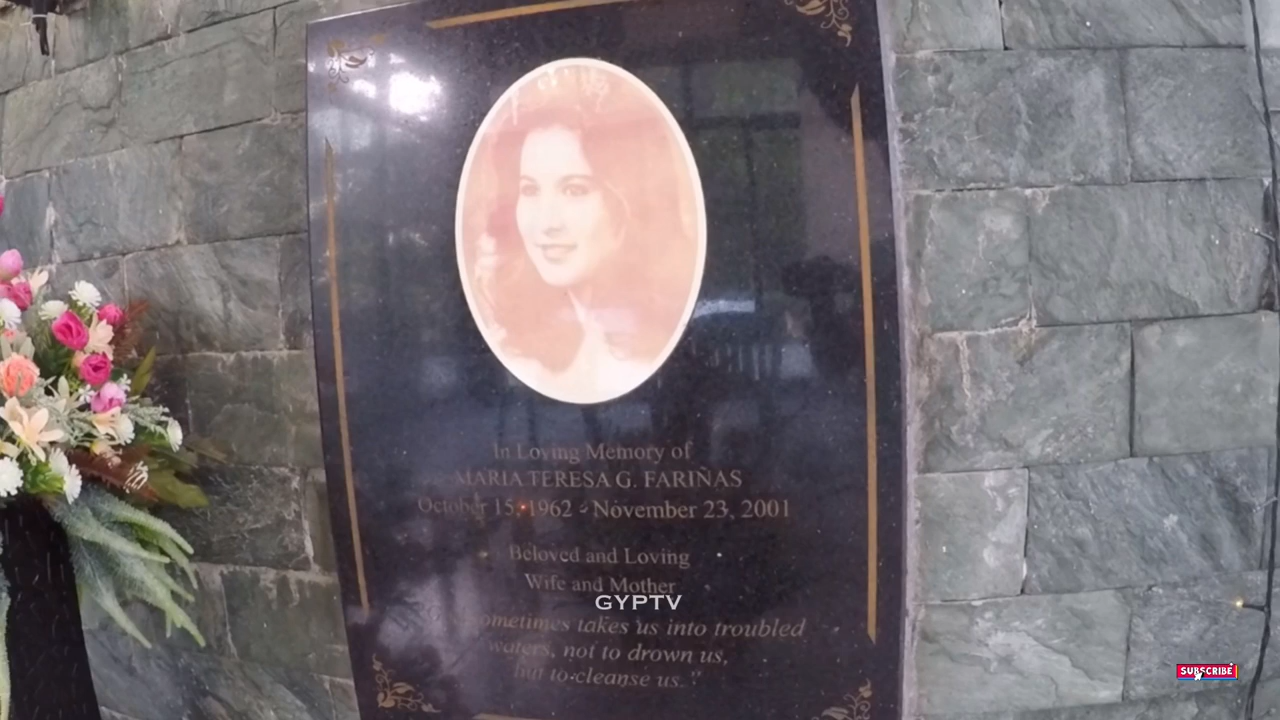 In Loving Memory of
MARIA TERESA G. FARIÑAS
October 15, 1962 - November 23, 2001
Beloved and Loving
Wife and Mother
GYPTV
sometimes takes us into troubled
waters, not to drown us,
but to cleanse us."
SUBSCRIBE